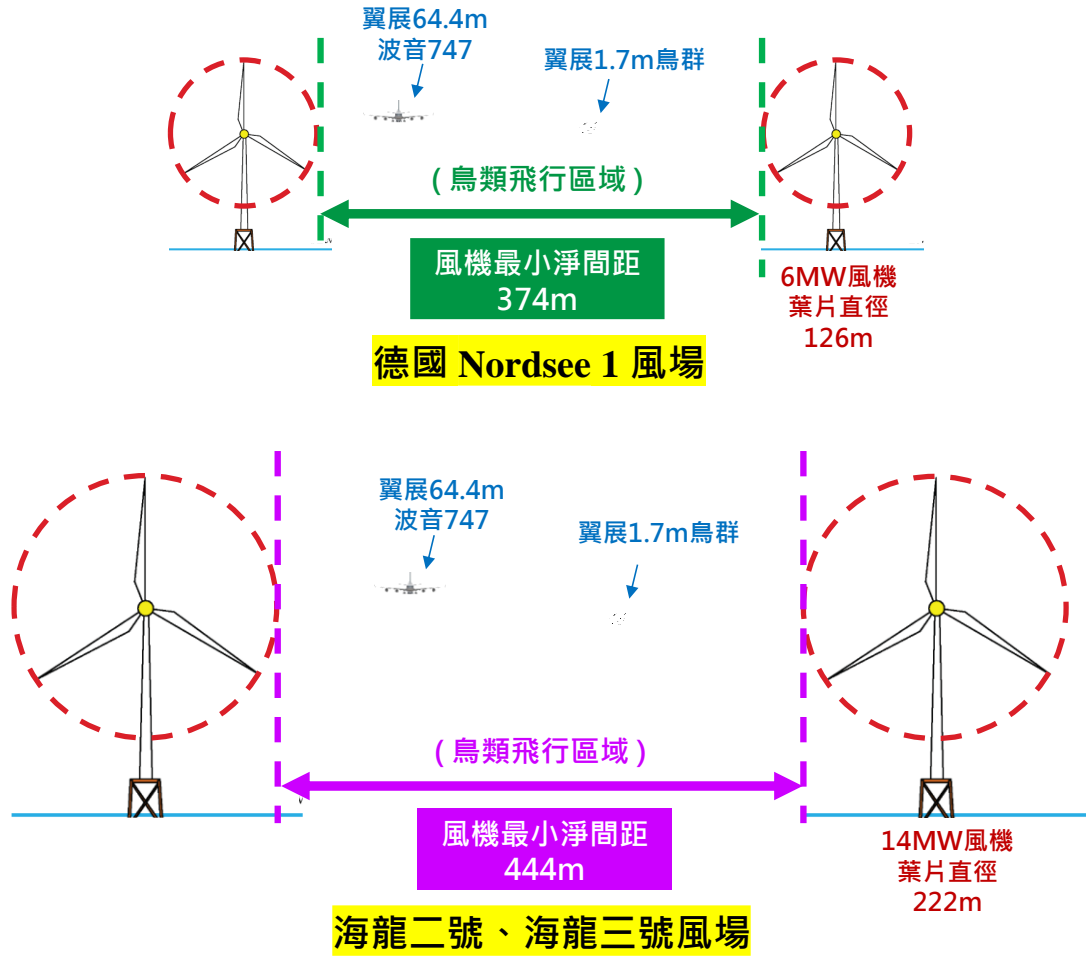 翼展64.4m
波音747
翼展1.7m鳥群
(鳥類飛行區域)
風機最小淨間距
374m
6MW風機
葉片直徑
126m
德國 Nordsee 1 風場
翼展64.4m
波音747
翼展1.7m鳥群
(鳥類飛行區域)
風機最小淨間距
444m
14MW風機
葉片直徑
222m
海龍二號、海龍三號風場